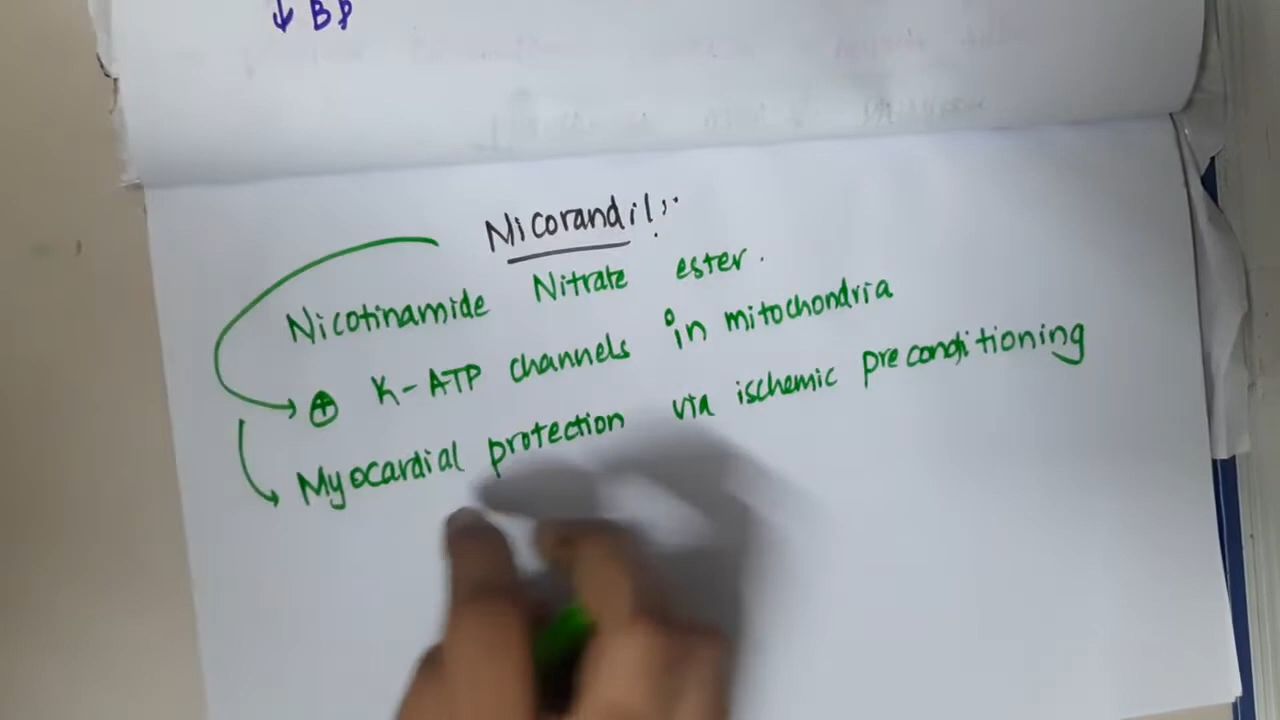 ↓ BP
Nicorandil:-
Nicotinamide Nitrate ester.
⊕ K-ATP channels in mitochondria
Myocardial protection via ischemic preconditioning